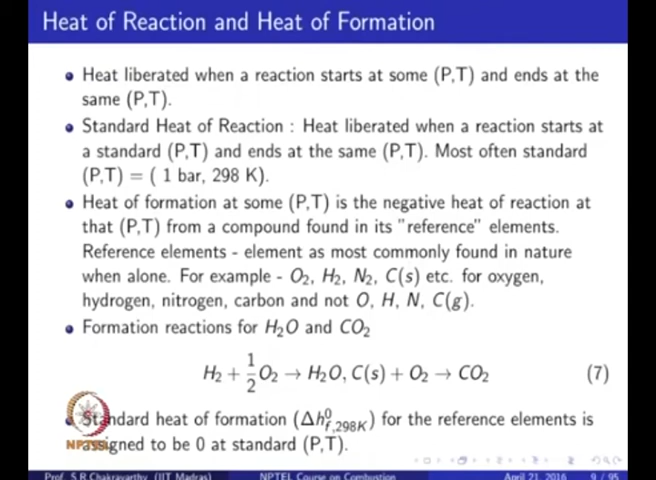 Heat of Reaction and Heat of Formation
Heat liberated when a reaction starts at some (P,T) and ends at the
same (P,T).
Standard Heat of Reaction : Heat liberated when a reaction starts at
a standard (P,T) and ends at the same (P,T). Most often standard
(P,T) = ( 1 bar, 298 K).
Heat of formation at some (P,T) is the negative heat of reaction at
that (P,T) from a compound found in its "reference" elements.
Reference elements - element as most commonly found in nature
when alone. For example - O₂, H₂, N₂, C(s) etc. for oxygen,
hydrogen, nitrogen, carbon and not O, H, N, C(g).
Formation reactions for H₂O and CO₂
H₂ + 1/2 O₂ → H₂O, C(s) + O₂ → CO₂ (7)
Standard heat of formation (Δh⁰f,298K) for the reference elements is
assigned to be 0 at standard (P,T).
NPTEL
Prof. S.R.Chakravarthy (IIT Madras) NPTEL Course on Combustion April 21, 2016 9 / 95